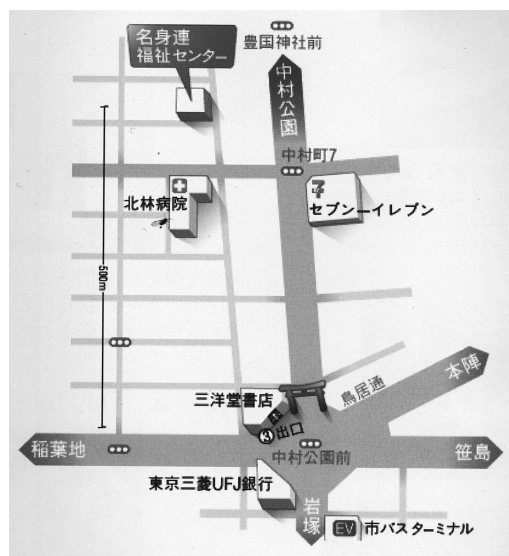 名身連
福祉センター
豊国神社前
中村公園
中村町7
北林病院
セブン―イレブン
500m
三洋堂書店
鳥居通
本陣
3 出口
稲葉地
中村公園前
笹島
東京三菱UFJ銀行
岩塚
EV 市バスターミナル